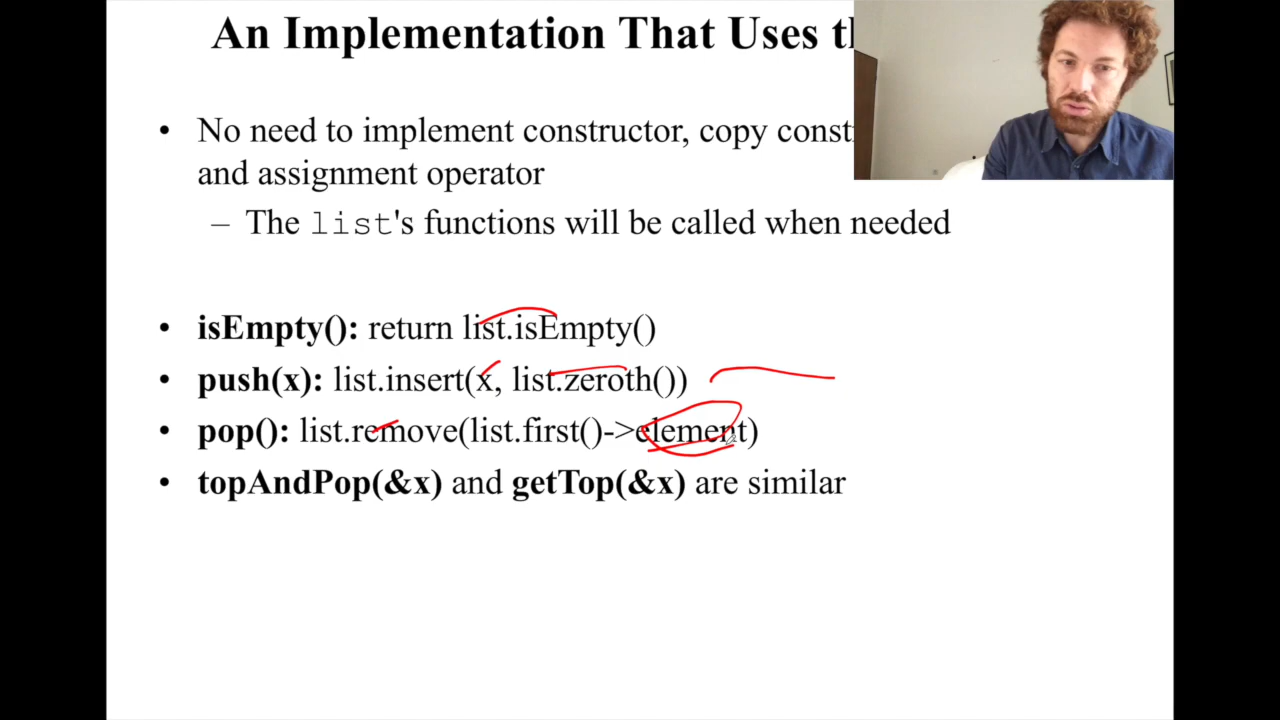 An Implementation That Uses
• No need to implement constructor, copy
and assignment operator
– The list's functions will be called when needed
• isEmpty(): return list.isEmpty()
• push(x): list.insert(x, list.zeroth())
• pop(): list.remove(list.first()->element)
• topAndPop(&x) and getTop(&x) are similar